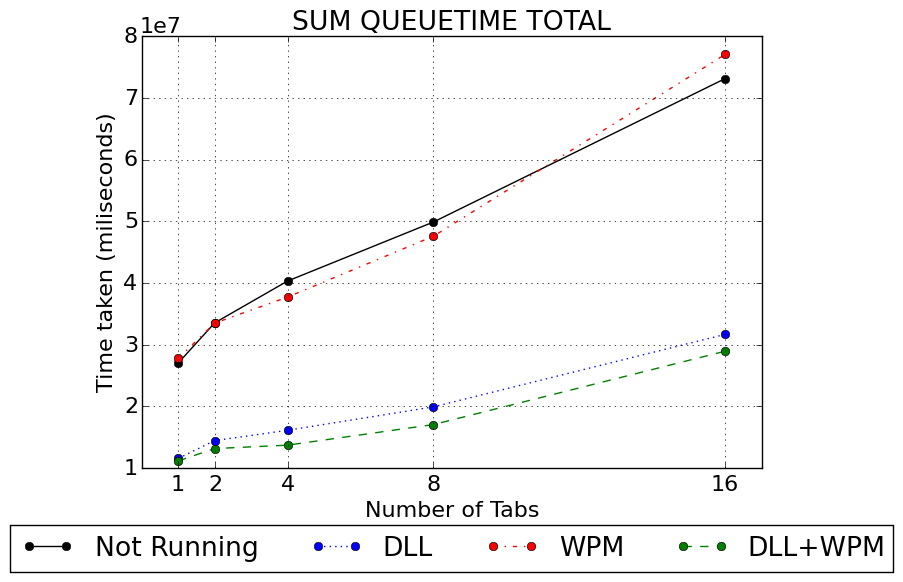 SUM QUEUETIME TOTAL
1e7
8
7
6
5
4
3
2
1
Time taken (miliseconds)
1 2 4 8 16
Number of Tabs
Not Running DLL WPM DLL+WPM